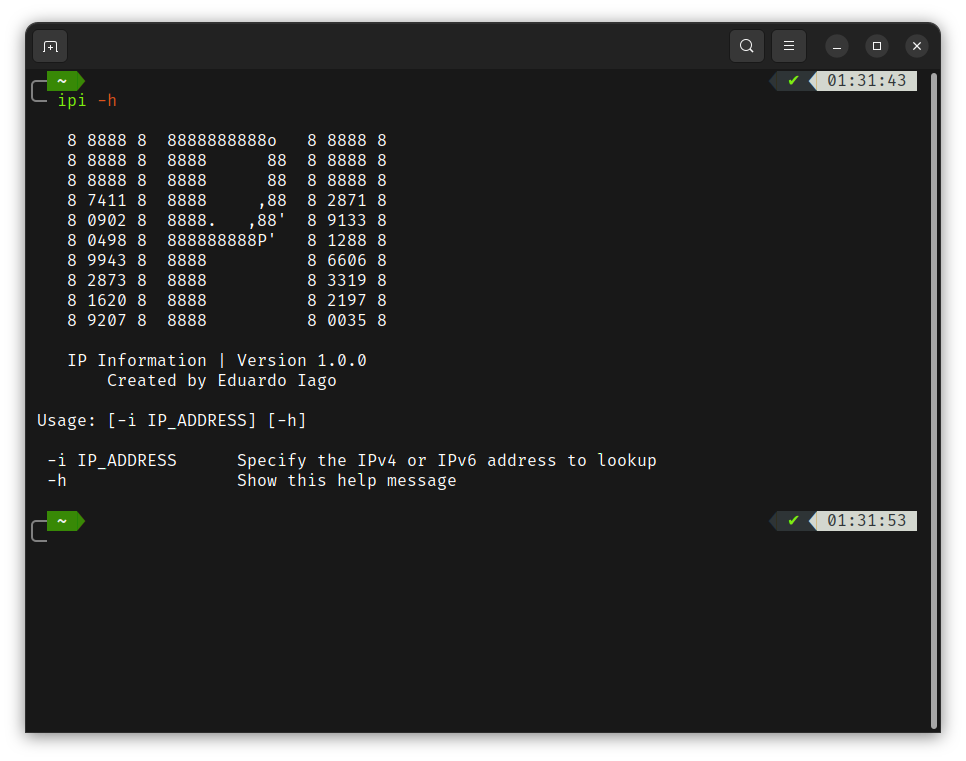 ~ ✔ 01:31:43
ipi -h
8 8888 8  8888888888o   8 8888 8
8 8888 8  8888      88  8 8888 8
8 8888 8  8888      88  8 8888 8
8 7411 8  8888     ,88  8 2871 8
8 0902 8  8888.   ,88'  8 9133 8
8 0498 8  888888888P'   8 1288 8
8 9943 8  8888          8 6606 8
8 2873 8  8888          8 3319 8
8 1620 8  8888          8 2197 8
8 9207 8  8888          8 0035 8
IP Information | Version 1.0.0
Created by Eduardo Iago
Usage: [-i IP_ADDRESS] [-h]
-i IP_ADDRESS      Specify the IPv4 or IPv6 address to lookup
-h                 Show this help message
~ ✔ 01:31:53